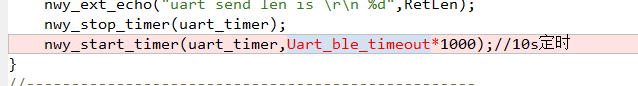 nwy_ext_echo("uart send len is \r\n %d",RetLen);
nwy_stop_timer(uart_timer);
nwy_start_timer(uart_timer,Uart_ble_timeout*1000);//10s定时
}
//--------------------------------------------------